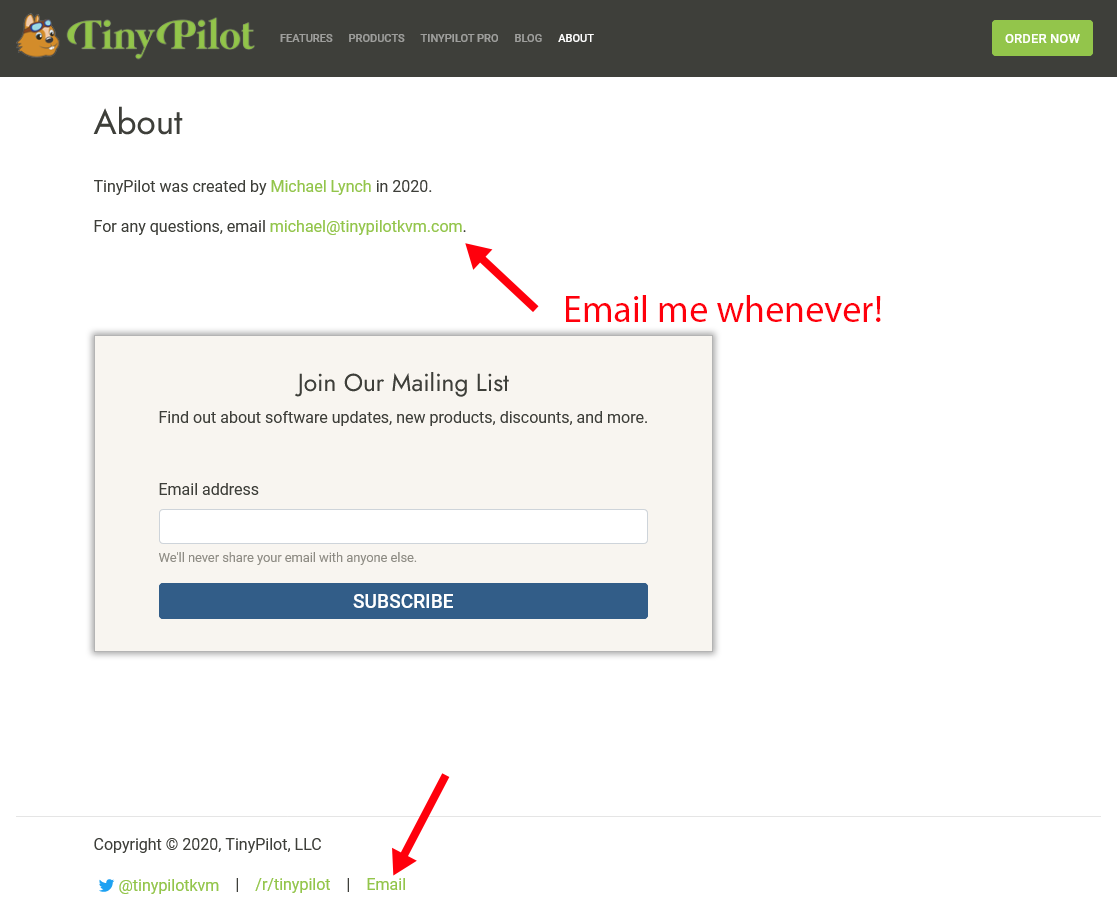 TinyPilot FEATURES PRODUCTS TINYPILOT PRO BLOG ABOUT ORDER NOW
About
TinyPilot was created by Michael Lynch in 2020.
For any questions, email michael@tinypilotkvm.com.
Email me whenever!
Join Our Mailing List
Find out about software updates, new products, discounts, and more.
Email address
We'll never share your email with anyone else.
SUBSCRIBE
Copyright © 2020, TinyPilot, LLC
@tinypilotkvm | /r/tinypilot | Email